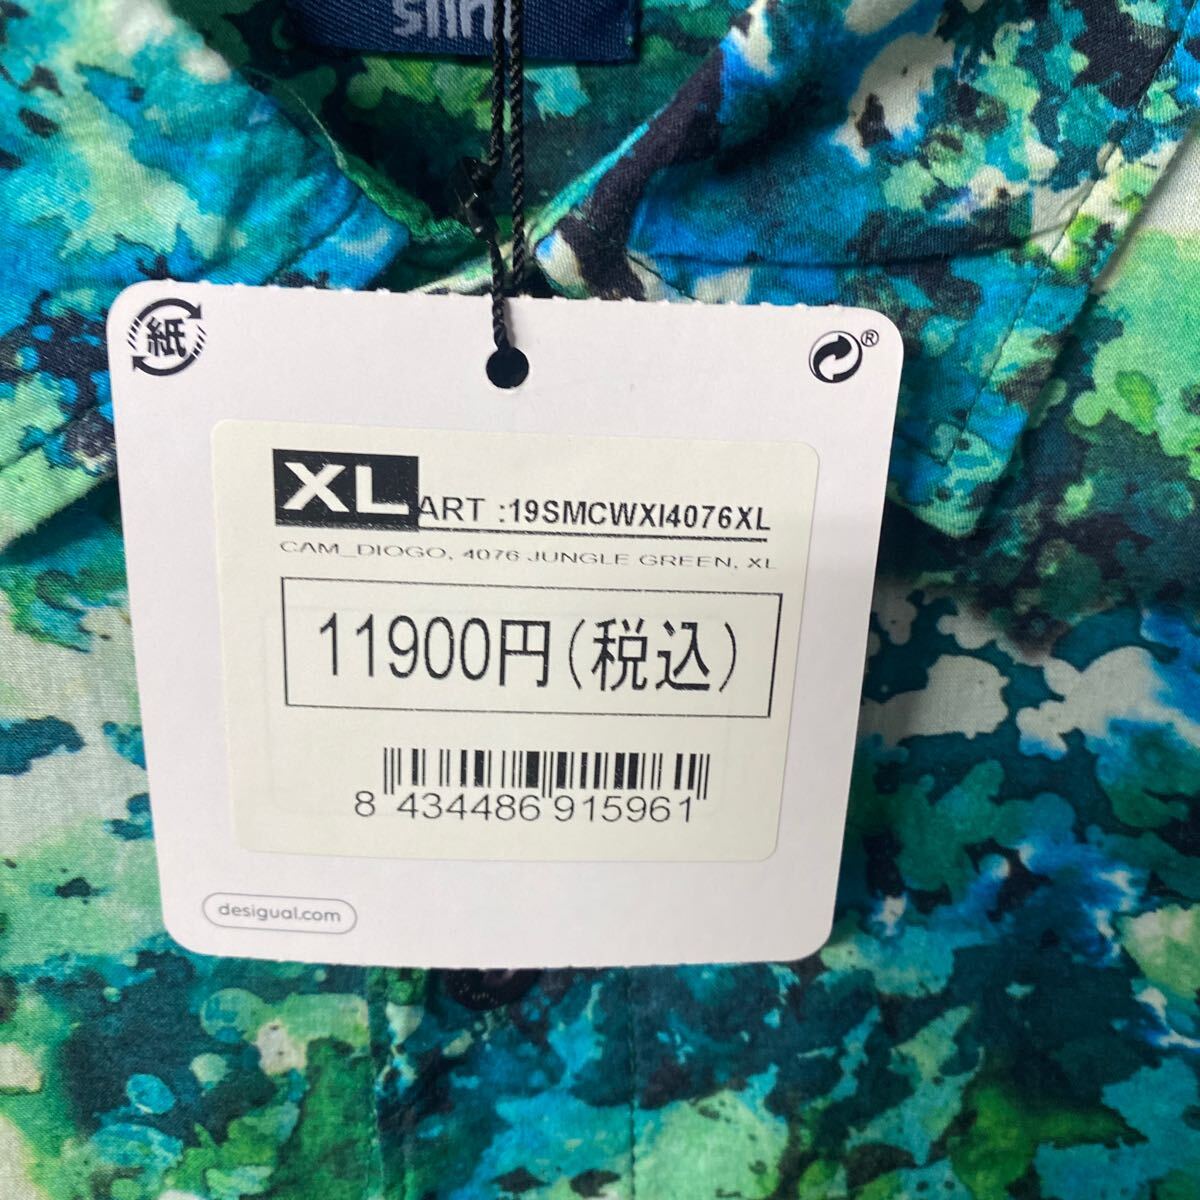 slim
紙
®
XL
ART :19SMCWXI4076XL
CAM_DIOGO, 4076 JUNGLE GREEN, XL
11900円(税込)
8 434486 915961
desigual.com